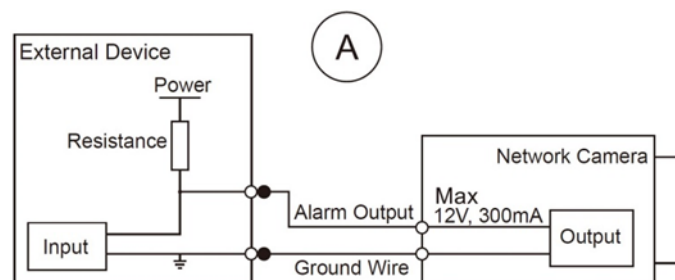 External Device
A
Power
Resistance
Network Camera
Max
12V, 300mA
Alarm Output
Input
Output
Ground Wire